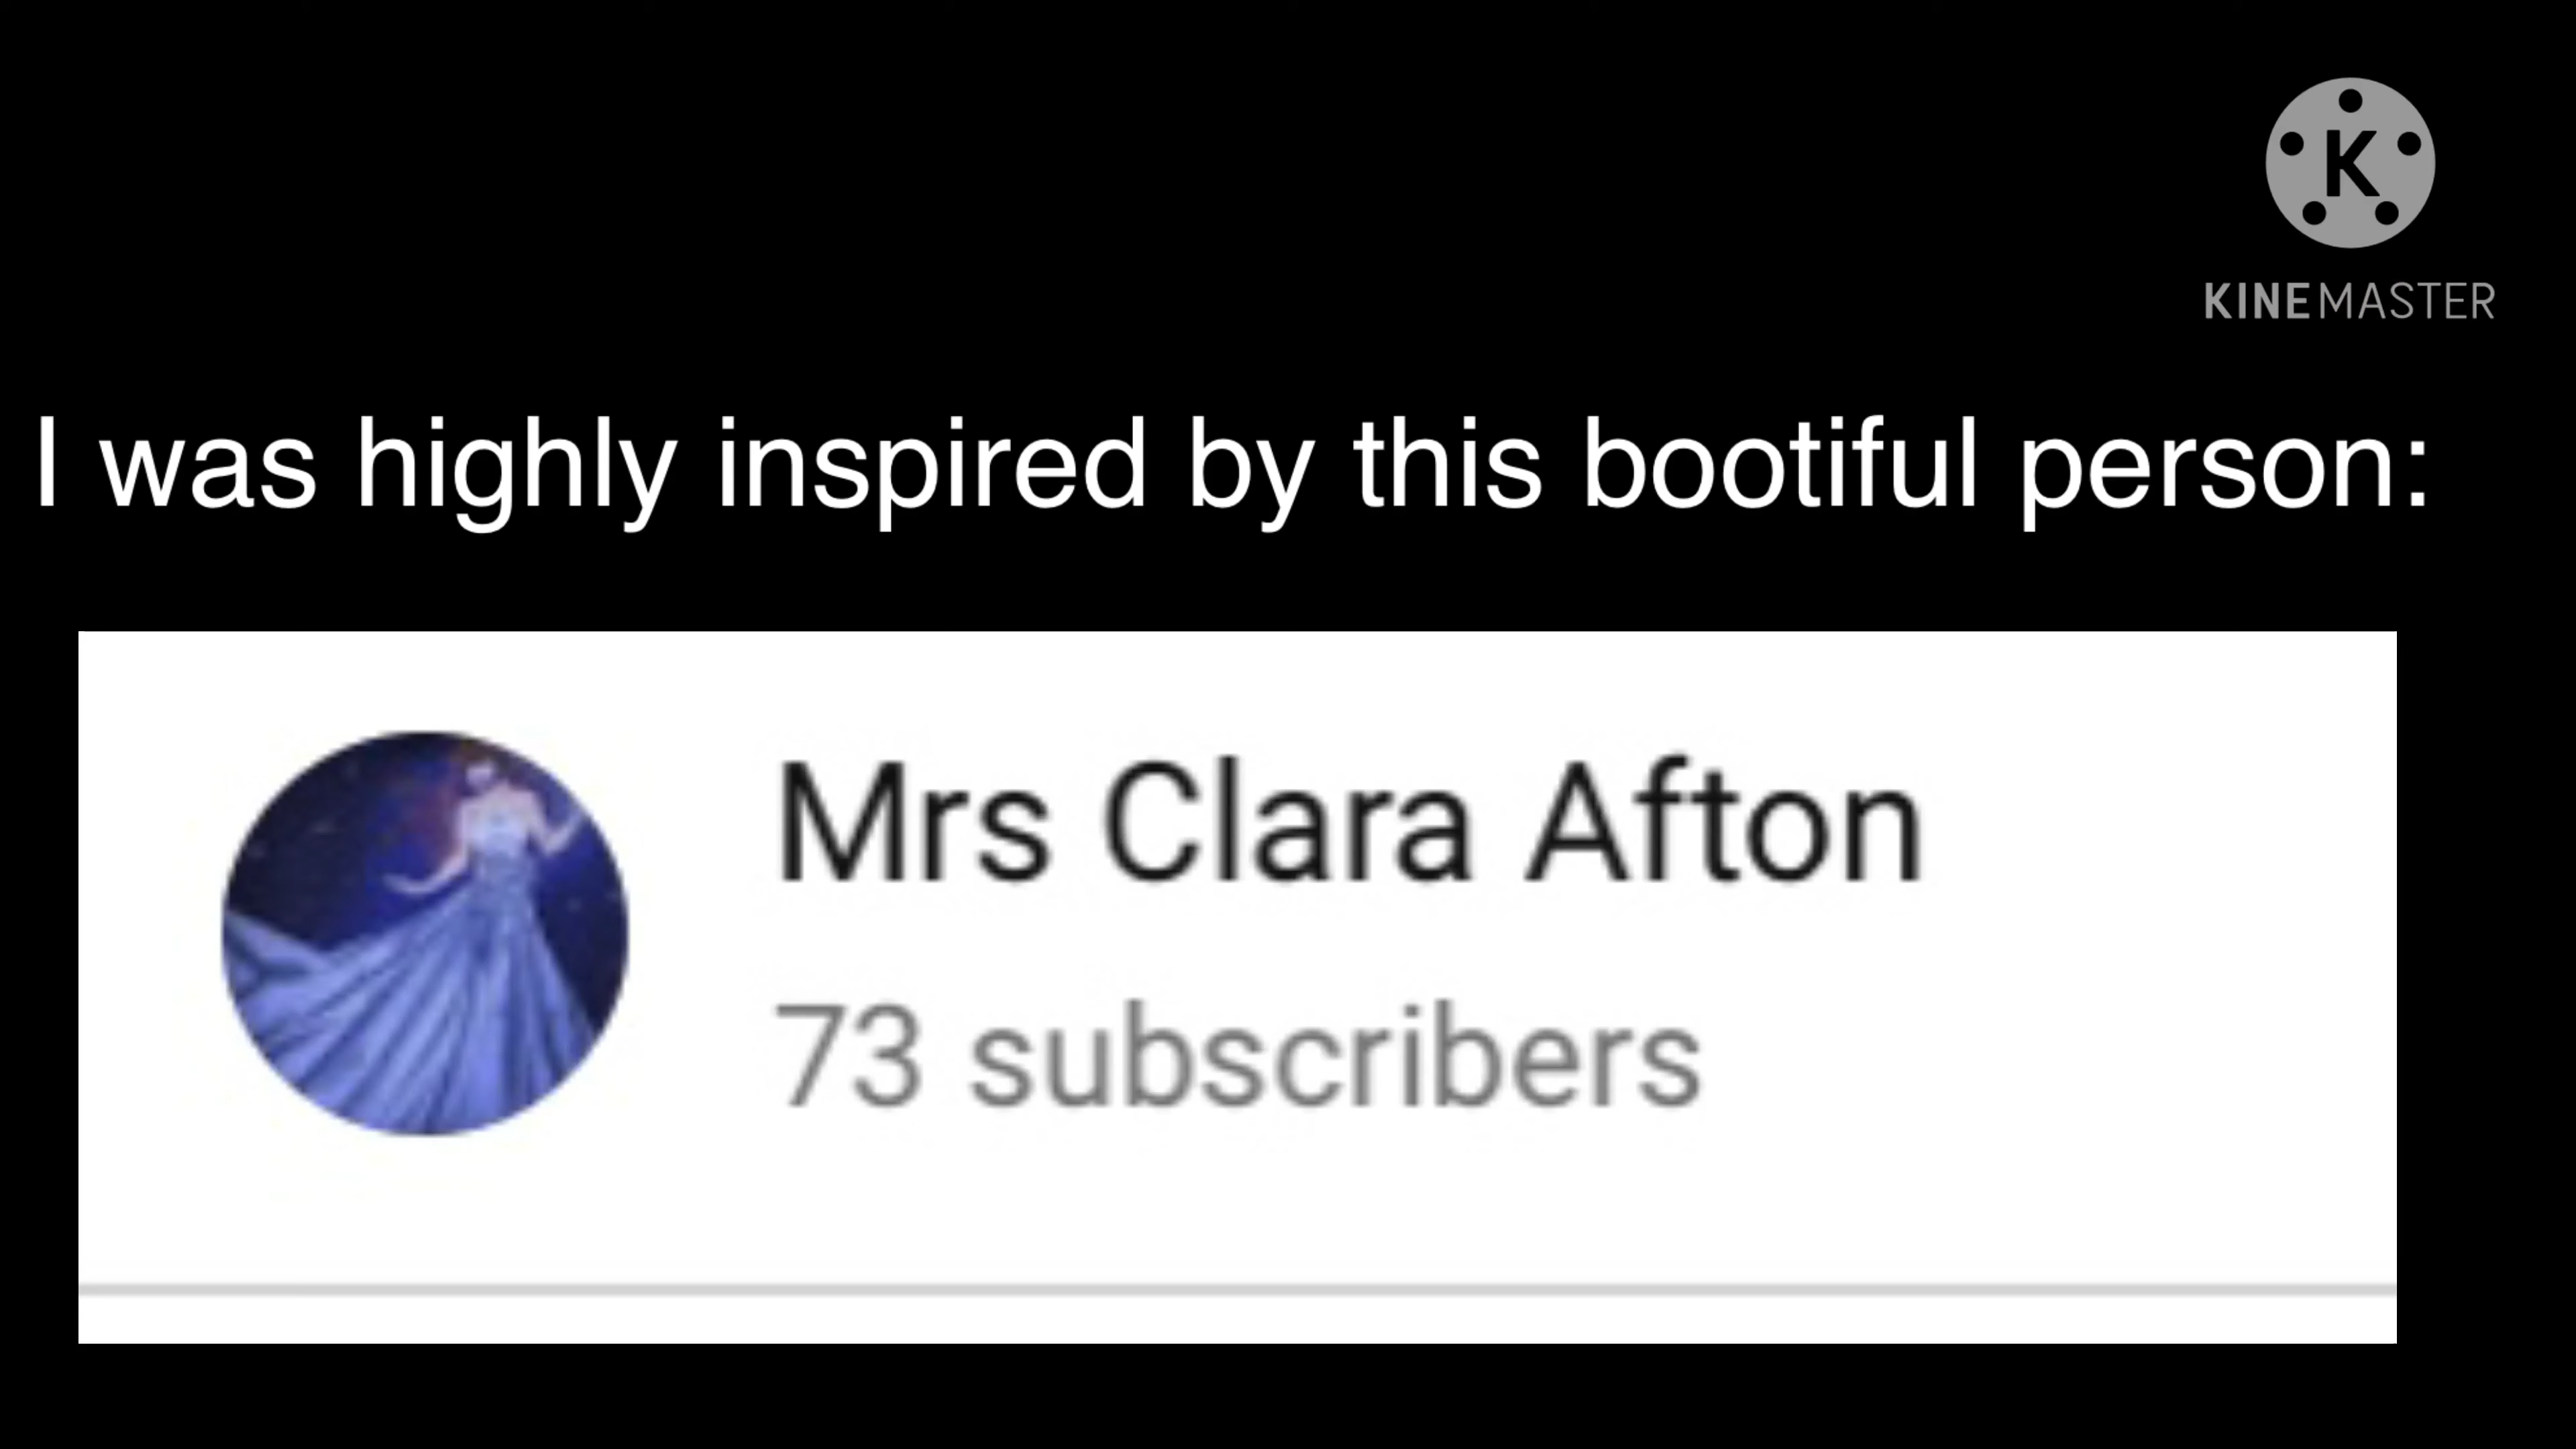 K
KINEMASTER
I was highly inspired by this bootiful person:
Mrs Clara Afton
73 subscribers